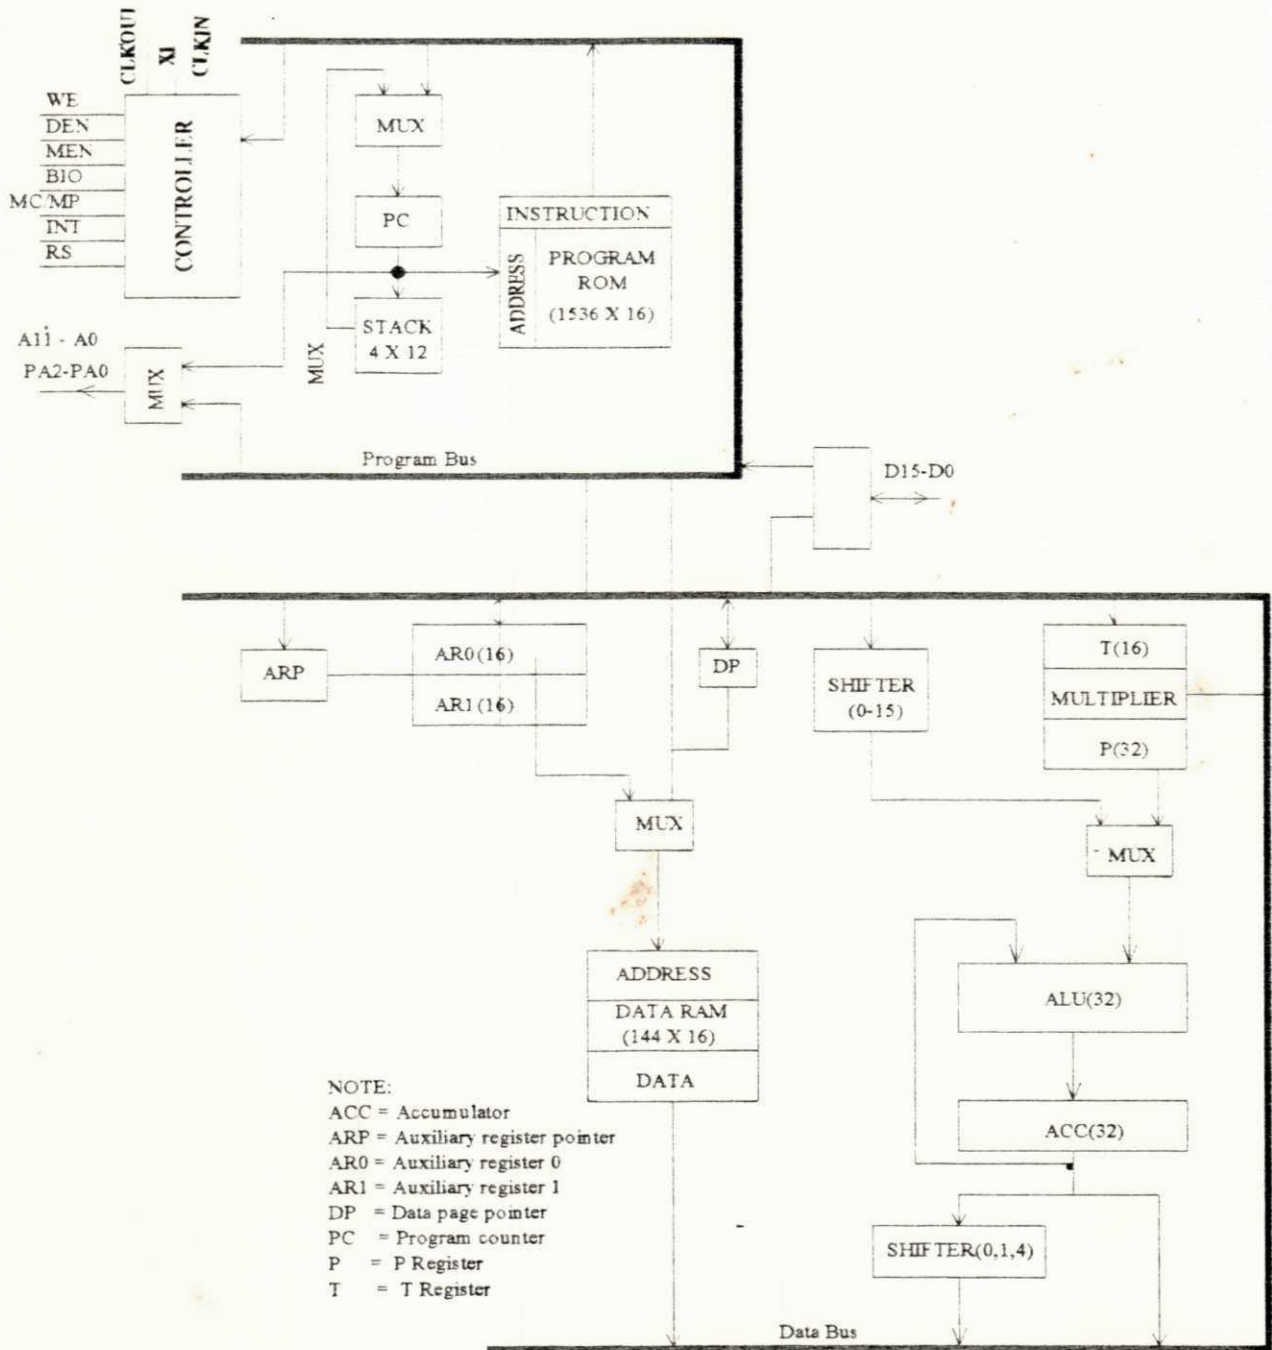 CLKOUT
X1
CLKIN
WE
DEN
MEN
BIO
MC/MP
INT
RS
CONTROLLER
MUX
PC
STACK
4 X 12
MUX
INSTRUCTION
ADDRESS
PROGRAM
ROM
(1536 X 16)
A11 - A0
PA2-PA0
MUX
Program Bus
D15-D0
ARP
AR0(16)
AR1(16)
DP
SHIFTER
(0-15)
T(16)
MULTIPLIER
P(32)
MUX
MUX
ADDRESS
DATA RAM
(144 X 16)
DATA
ALU(32)
ACC(32)
SHIFTER(0,1,4)
NOTE:
ACC = Accumulator
ARP = Auxiliary register pointer
AR0 = Auxiliary register 0
AR1 = Auxiliary register 1
DP = Data page pointer
PC = Program counter
P = P Register
T = T Register
Data Bus